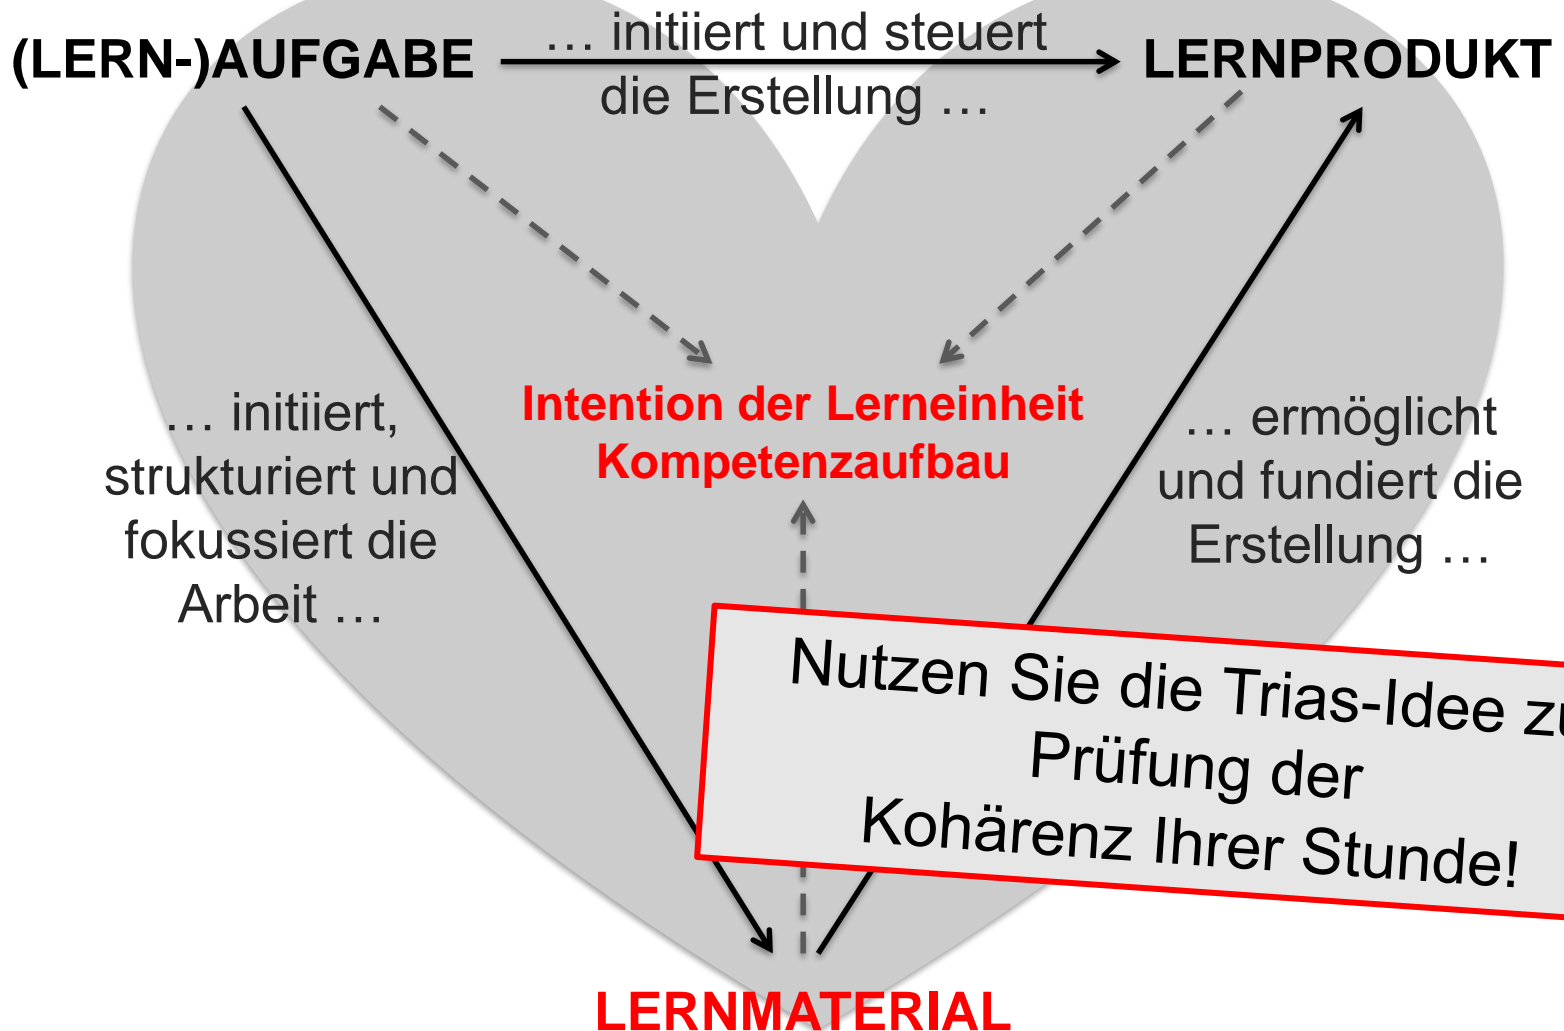 (LERN-)AUFGABE
… initiiert und steuert
die Erstellung …
LERNPRODUKT
… initiiert,
strukturiert und
fokussiert die
Arbeit …
Intention der Lerneinheit
Kompetenzaufbau
… ermöglicht
und fundiert die
Erstellung …
Nutzen Sie die Trias-Idee
Prüfung der
Kohärenz Ihrer Stunde!
LERNMATERIAL